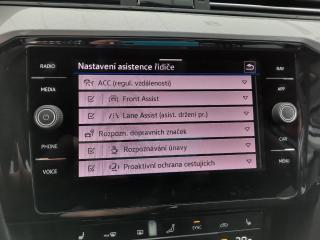 Nastavení asistence řidiče
RADIO
MEDIA
PHONE
VOICE
ACC (regul. vzdálenosti)
Front Assist
Lane Assist (asist. držení pr.)
Rozpozn. dopravních značek
Rozpoznávání únavy
Proaktivní ochrana cestujících
NAV
APP
CAR
MENU
SYNC